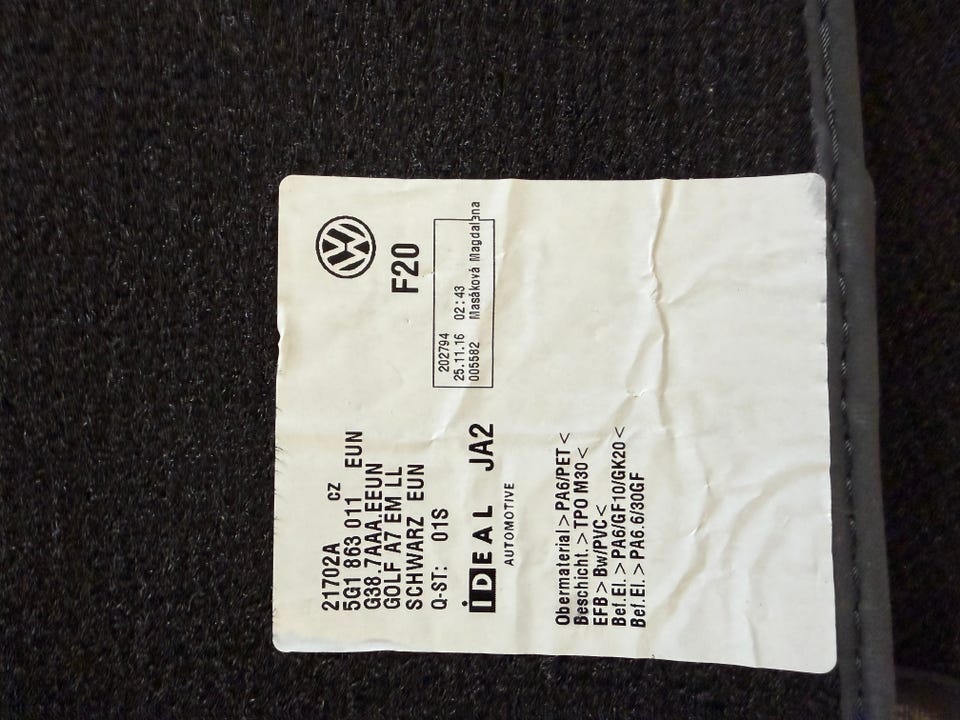 21702A CZ
5G1 863 011 EUN
G38.7AAA.EEUN
GOLF A7 EM LL
SCHWARZ EUN
Q-ST: 01S
F20
202794
25.11.16 02:43
005582 Masáková Magdaléna
iDEAL JA2
AUTOMOTIVE
Obermaterial > PA6/PET <
Beschicht. > TPO M30 <
EFB > Bw/PVC <
Bef.El. > PA6/GF10/GK20 <
Bef.El. > PA6.6/30GF